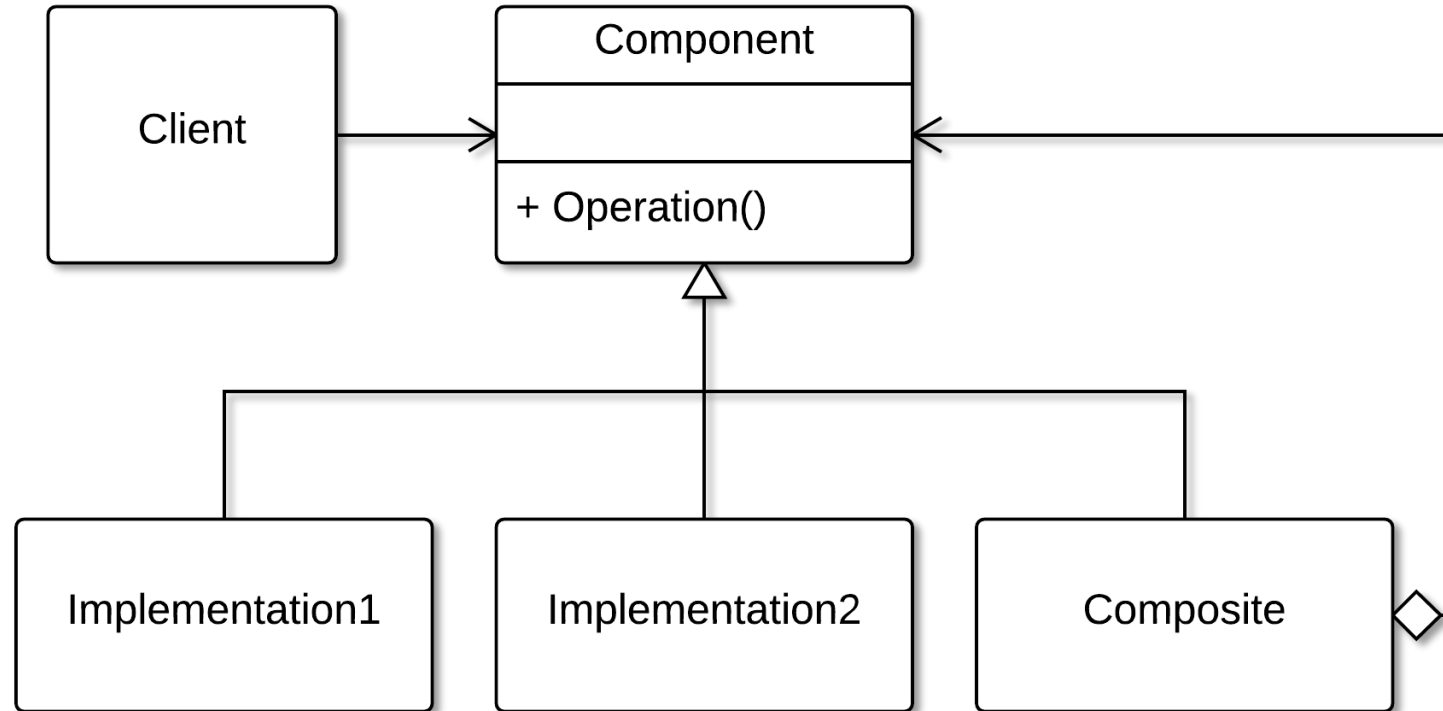 Component
Client
+ Operation()
Implementation1
Implementation2
Composite